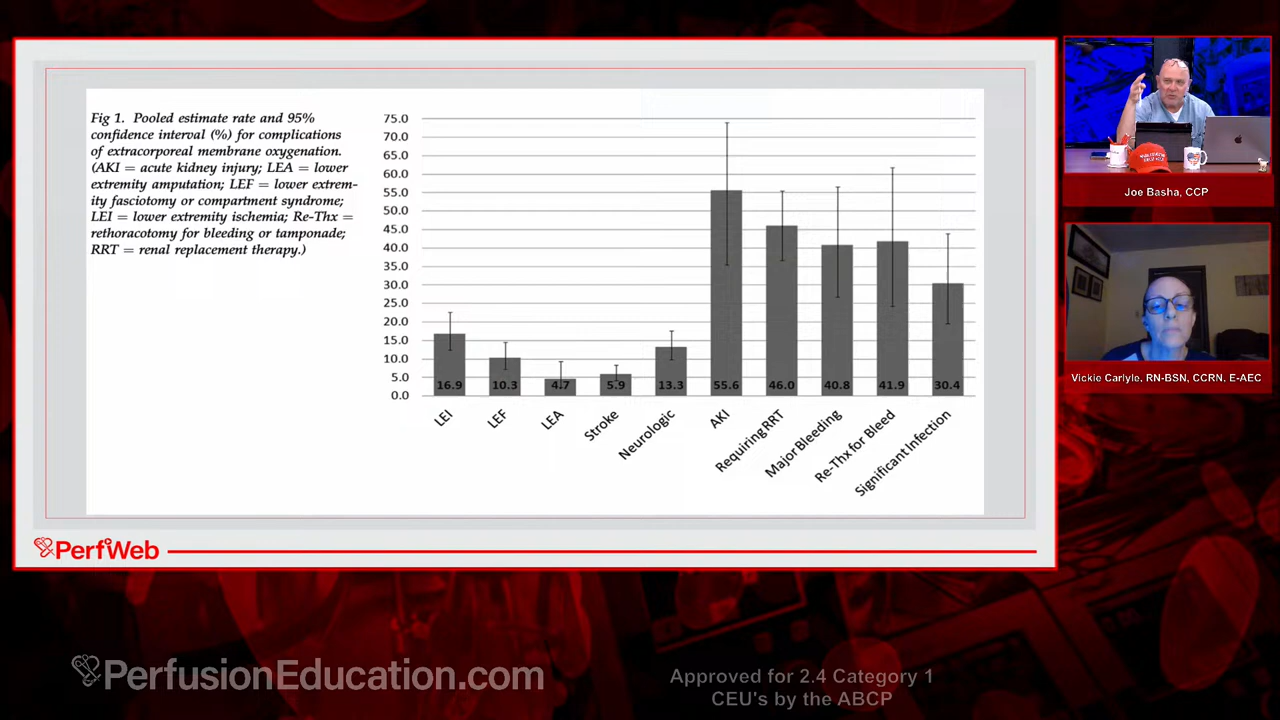 Fig 1. Pooled estimate rate and 95%
confidence interval (%) for complications
of extracorporeal membrane oxygenation.
(AKI = acute kidney injury; LEA = lower
extremity amputation; LEF = lower extrem-
ity fasciotomy or compartment syndrome;
LEI = lower extremity ischemia; Re-Thx =
rethoracotomy for bleeding or tamponade;
RRT = renal replacement therapy.)
75.0
70.0
65.0
60.0
55.0
50.0
45.0
40.0
35.0
30.0
25.0
20.0
15.0
10.0
5.0
0.0
16.9 10.3 4.7 5.9 13.3 55.6 46.0 40.8 41.9 30.4
LEI
LEF
LEA
Stroke
Neurologic
AKI
Requiring RRT
Major Bleeding
Re-Thx for Bleed
Significant Infection
Joe Basha, CCP
Vickie Carlyle, RN-BSN, CCRN, E-AEC
PerfWeb
PerfusionEducation.com
Approved for 2.4 Category 1
CEU's by the ABCP